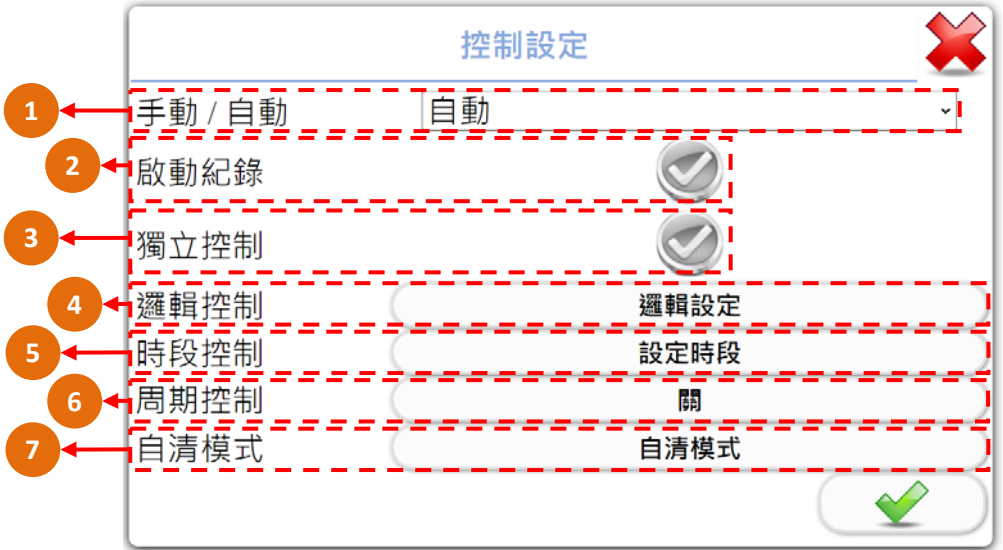 控制設定
1 手動 / 自動 自動
2 啟動紀錄
3 獨立控制
4 邏輯控制 邏輯設定
5 時段控制 設定時段
6 周期控制 關
7 自清模式 自清模式